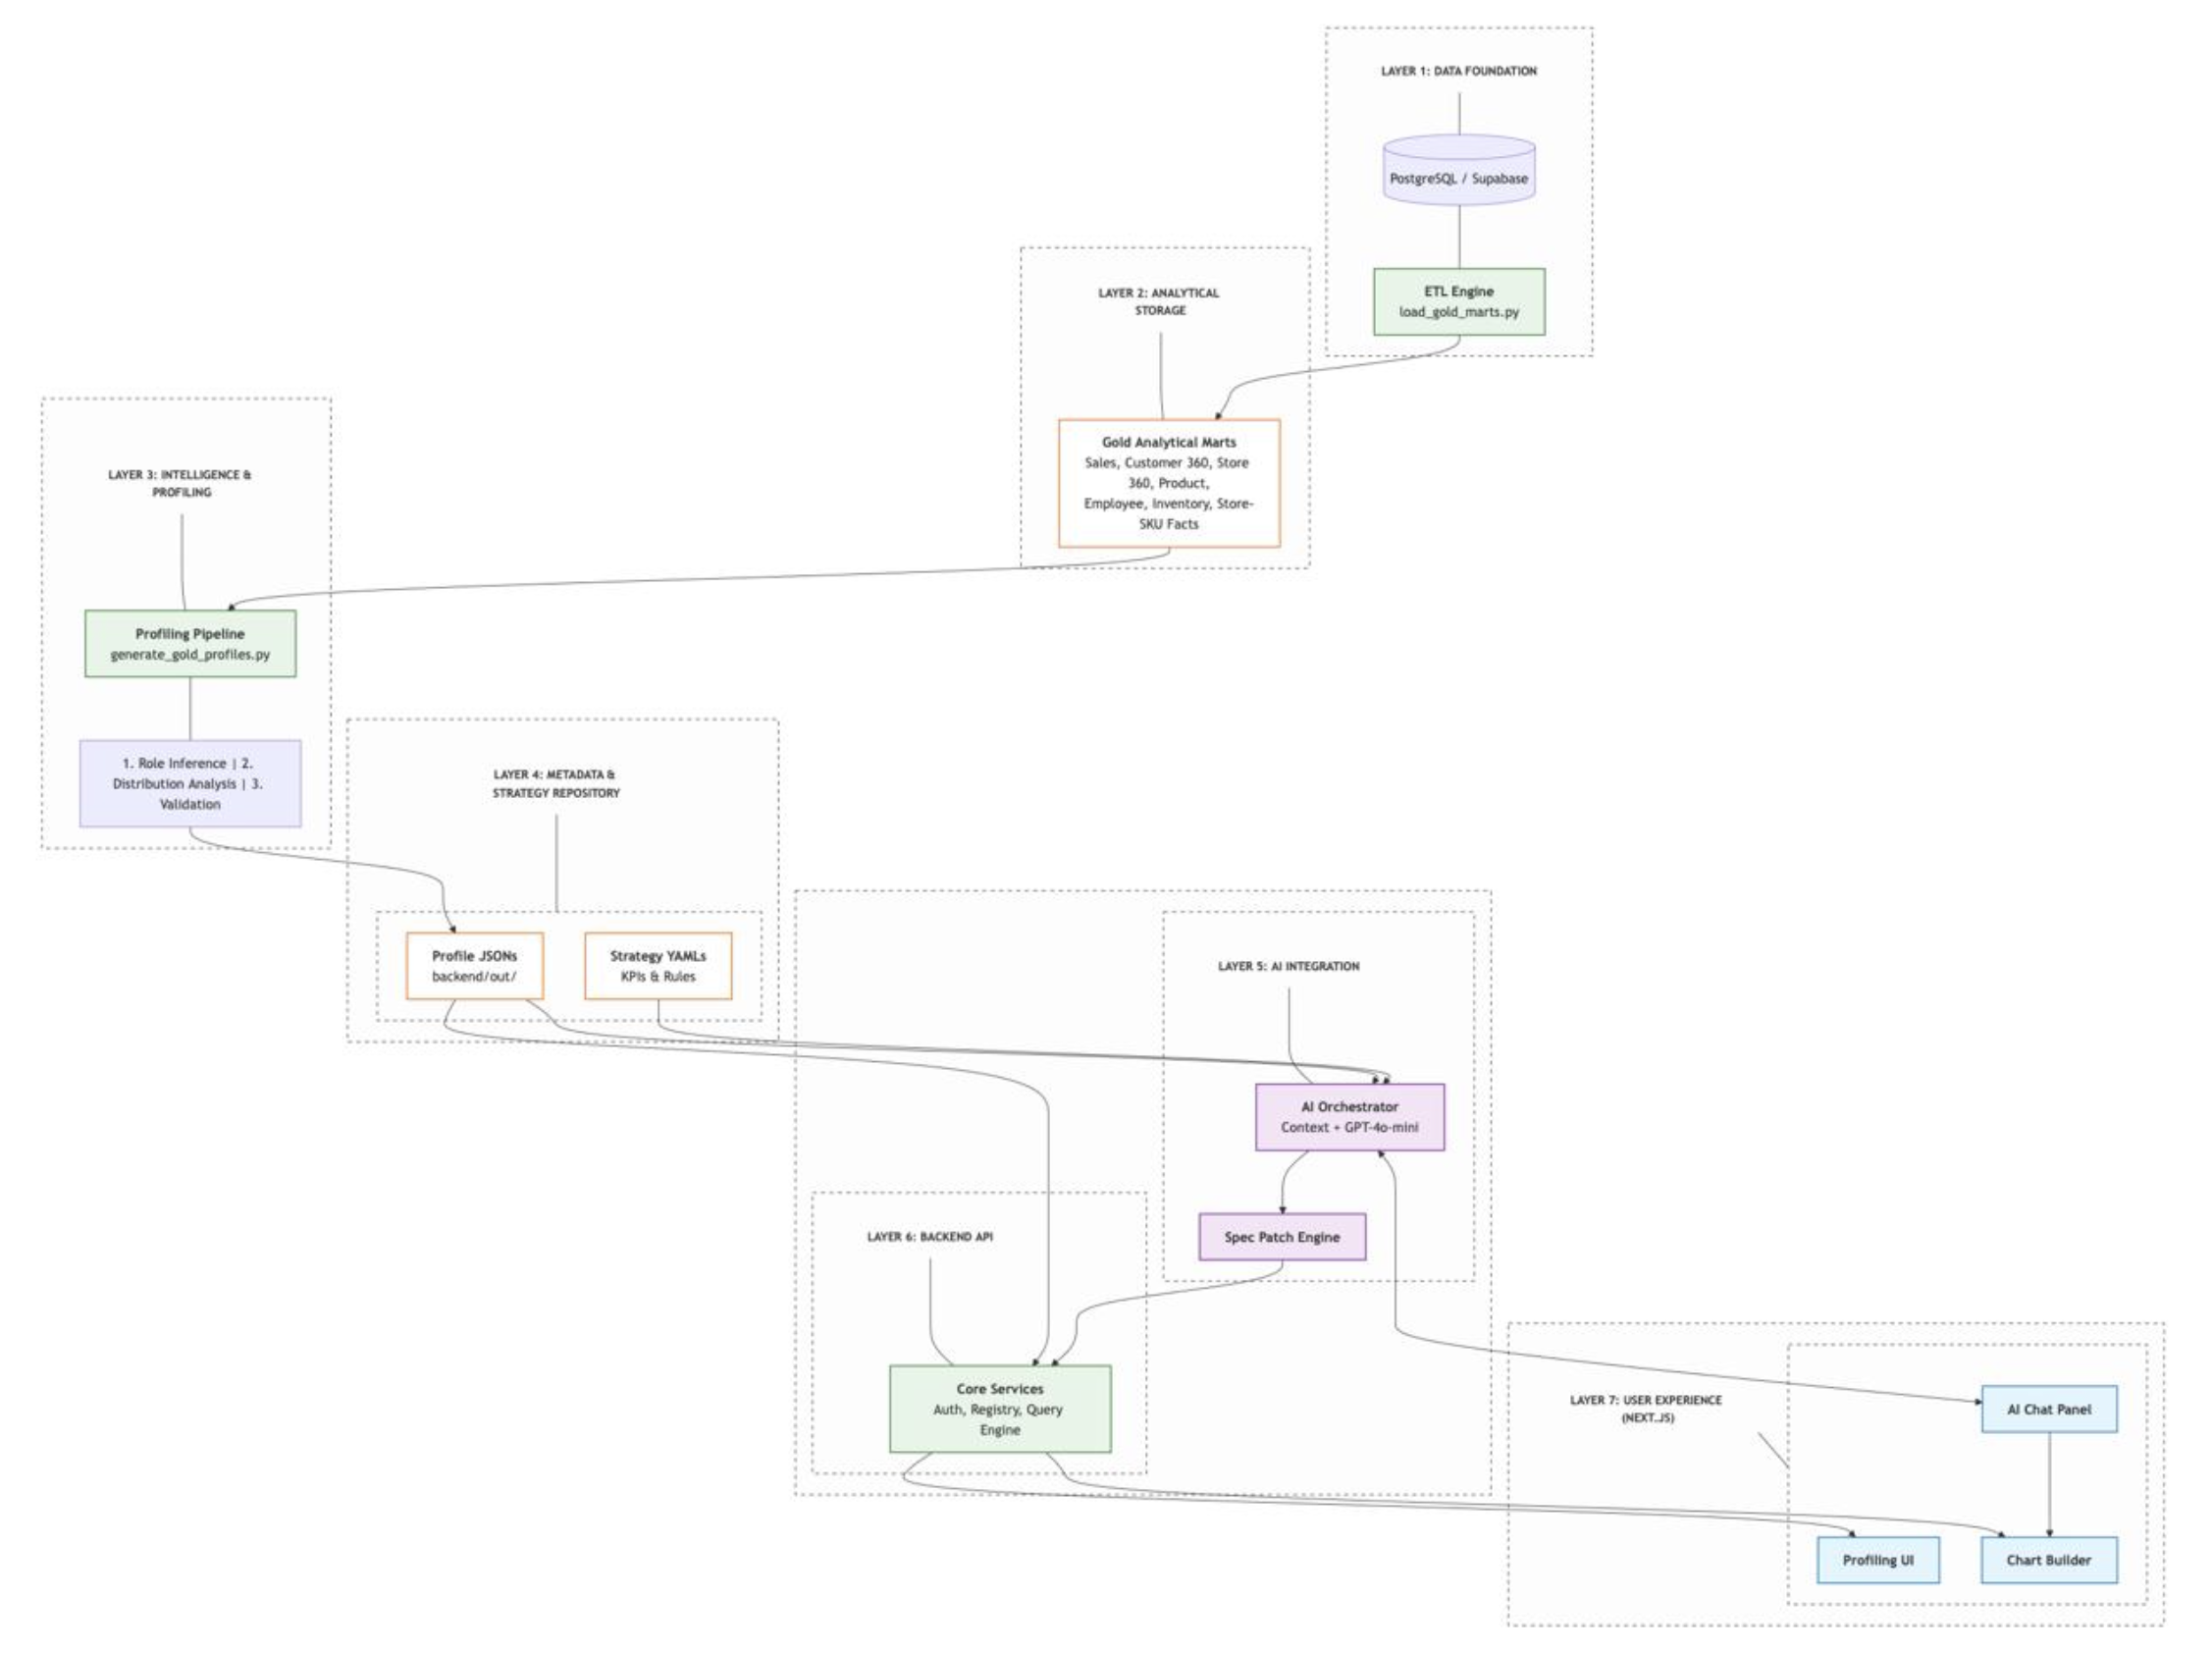 LAYER 1: DATA FOUNDATION
PostgreSQL / Supabase
ETL Engine
load_gold_marts.py
LAYER 2: ANALYTICAL
STORAGE
Gold Analytical Marts
Sales, Customer 360, Store
360, Product,
Employee, Inventory, Store-
SKU Facts
LAYER 3: INTELLIGENCE &
PROFILING
Profiling Pipeline
generate_gold_profiles.py
1. Role Inference | 2.
Distribution Analysis | 3.
Validation
LAYER 4: METADATA &
STRATEGY REPOSITORY
Profile JSONs
backend/out/
Strategy YAMLs
KPIs & Rules
LAYER 5: AI INTEGRATION
AI Orchestrator
Context + GPT-4o-mini
Spec Patch Engine
LAYER 6: BACKEND API
Core Services
Auth, Registry, Query
Engine
LAYER 7: USER EXPERIENCE
(NEXT.JS)
AI Chat Panel
Profiling UI
Chart Builder